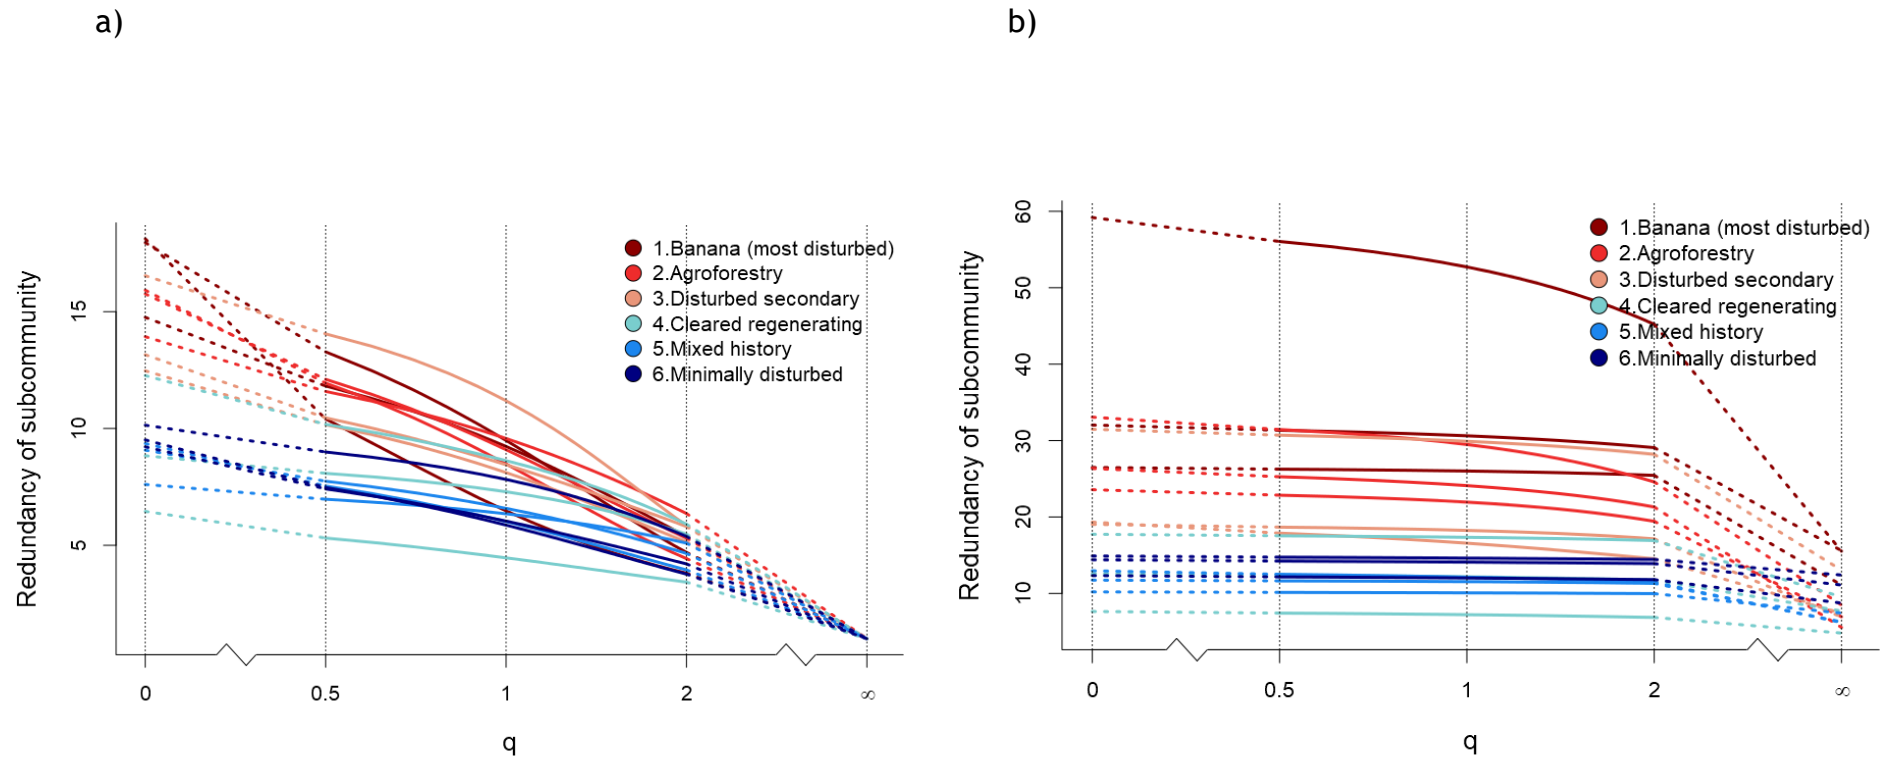 a)
Redundancy of subcommunity
15
10
5
1.Banana (most disturbed)
2.Agroforestry
3.Disturbed secondary
4.Cleared regenerating
5.Mixed history
6.Minimally disturbed
0 0.5 1 2 ∞
q
b)
Redundancy of subcommunity
60
50
40
30
20
10
1.Banana (most disturbed)
2.Agroforestry
3.Disturbed secondary
4.Cleared regenerating
5.Mixed history
6.Minimally disturbed
0 0.5 1 2 ∞
q